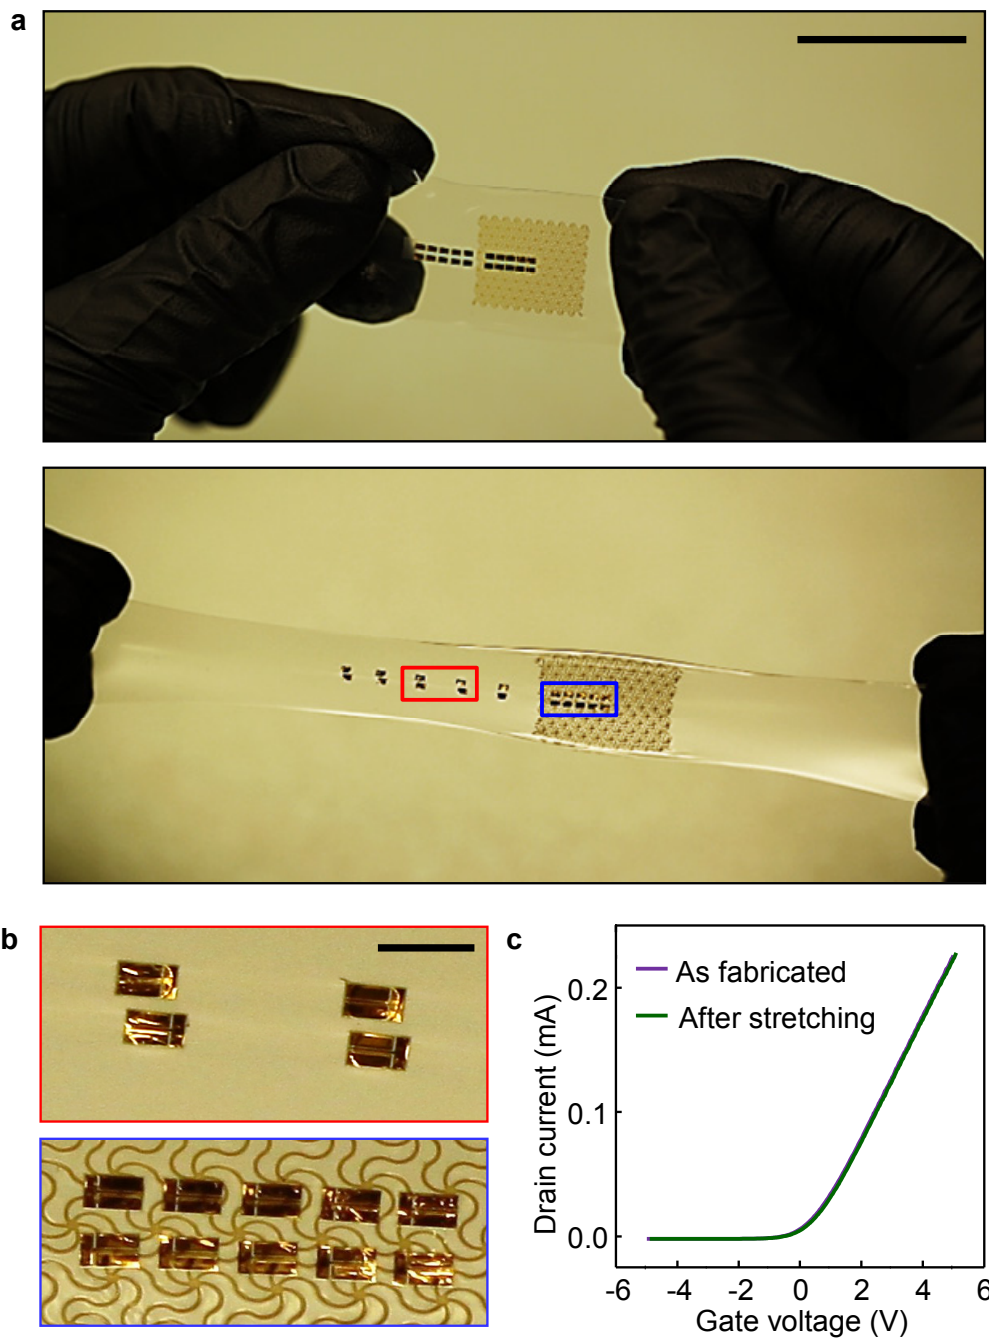 a
b
c
As fabricated
After stretching
Drain current (mA)
0.2
0.1
0.0
-6 -4 -2 0 2 4 6
Gate voltage (V)